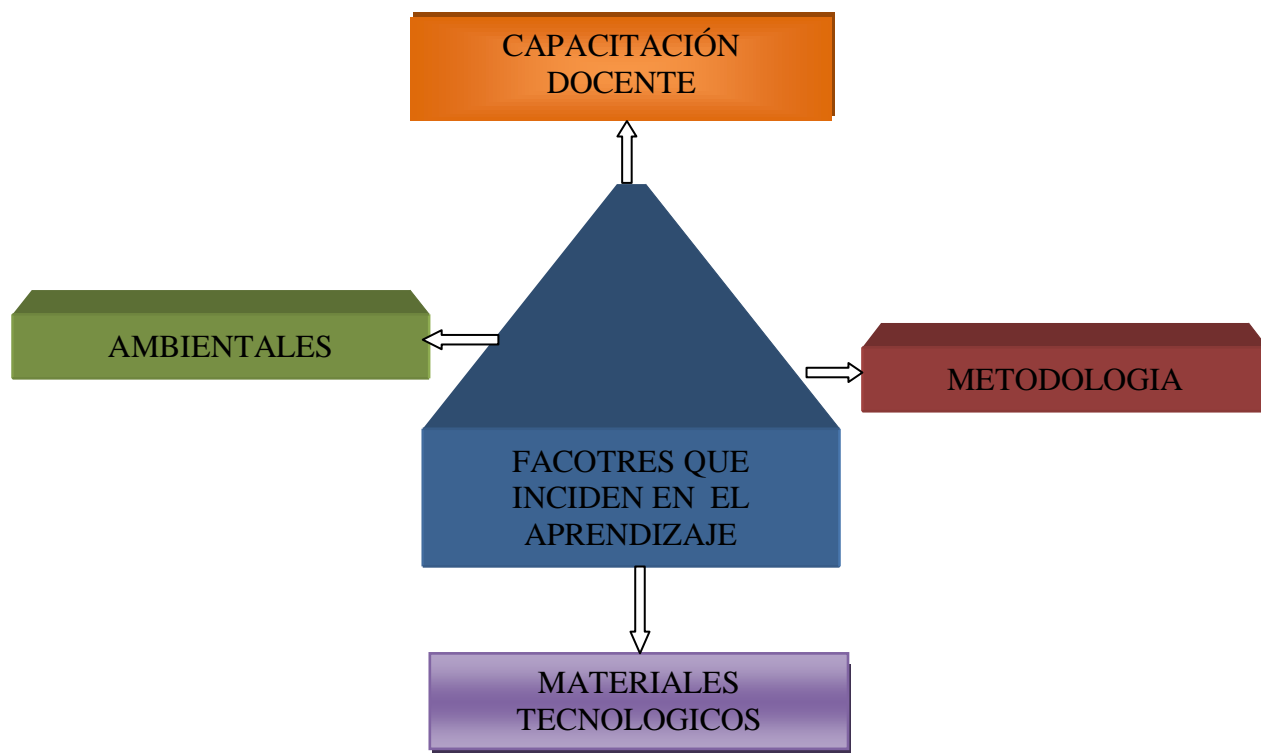 CAPACITACIÓN
DOCENTE
AMBIENTALES
METODOLOGIA
FACOTRES QUE
INCIDEN EN EL
APRENDIZAJE
MATERIALES
TECNOLOGICOS